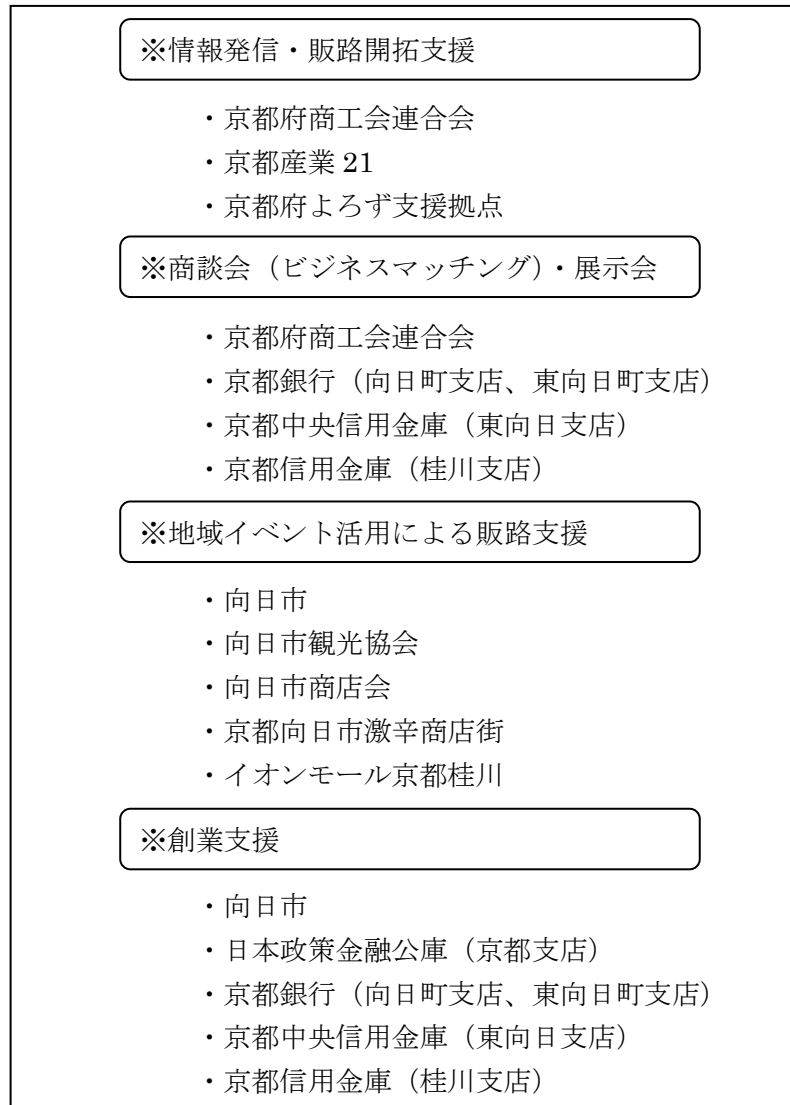 ※情報発信・販路開拓支援
・京都府商工会連合会
・京都産業 21
・京都府よろず支援拠点
※商談会（ビジネスマッチング）・展示会
・京都府商工会連合会
・京都銀行（向日町支店、東向日町支店）
・京都中央信用金庫（東向日支店）
・京都信用金庫（桂川支店）
※地域イベント活用による販路支援
・向日市
・向日市観光協会
・向日市商店会
・京都向日市激辛商店街
・イオンモール京都桂川
※創業支援
・向日市
・日本政策金融公庫（京都支店）
・京都銀行（向日町支店、東向日町支店）
・京都中央信用金庫（東向日支店）
・京都信用金庫（桂川支店）